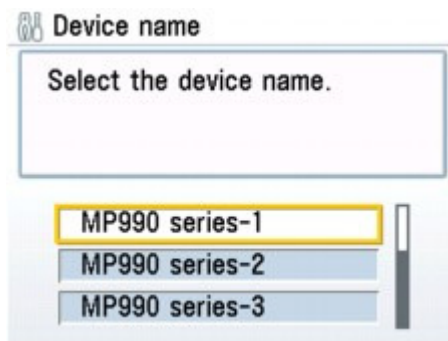 Device name
Select the device name.
MP990 series-1
MP990 series-2
MP990 series-3